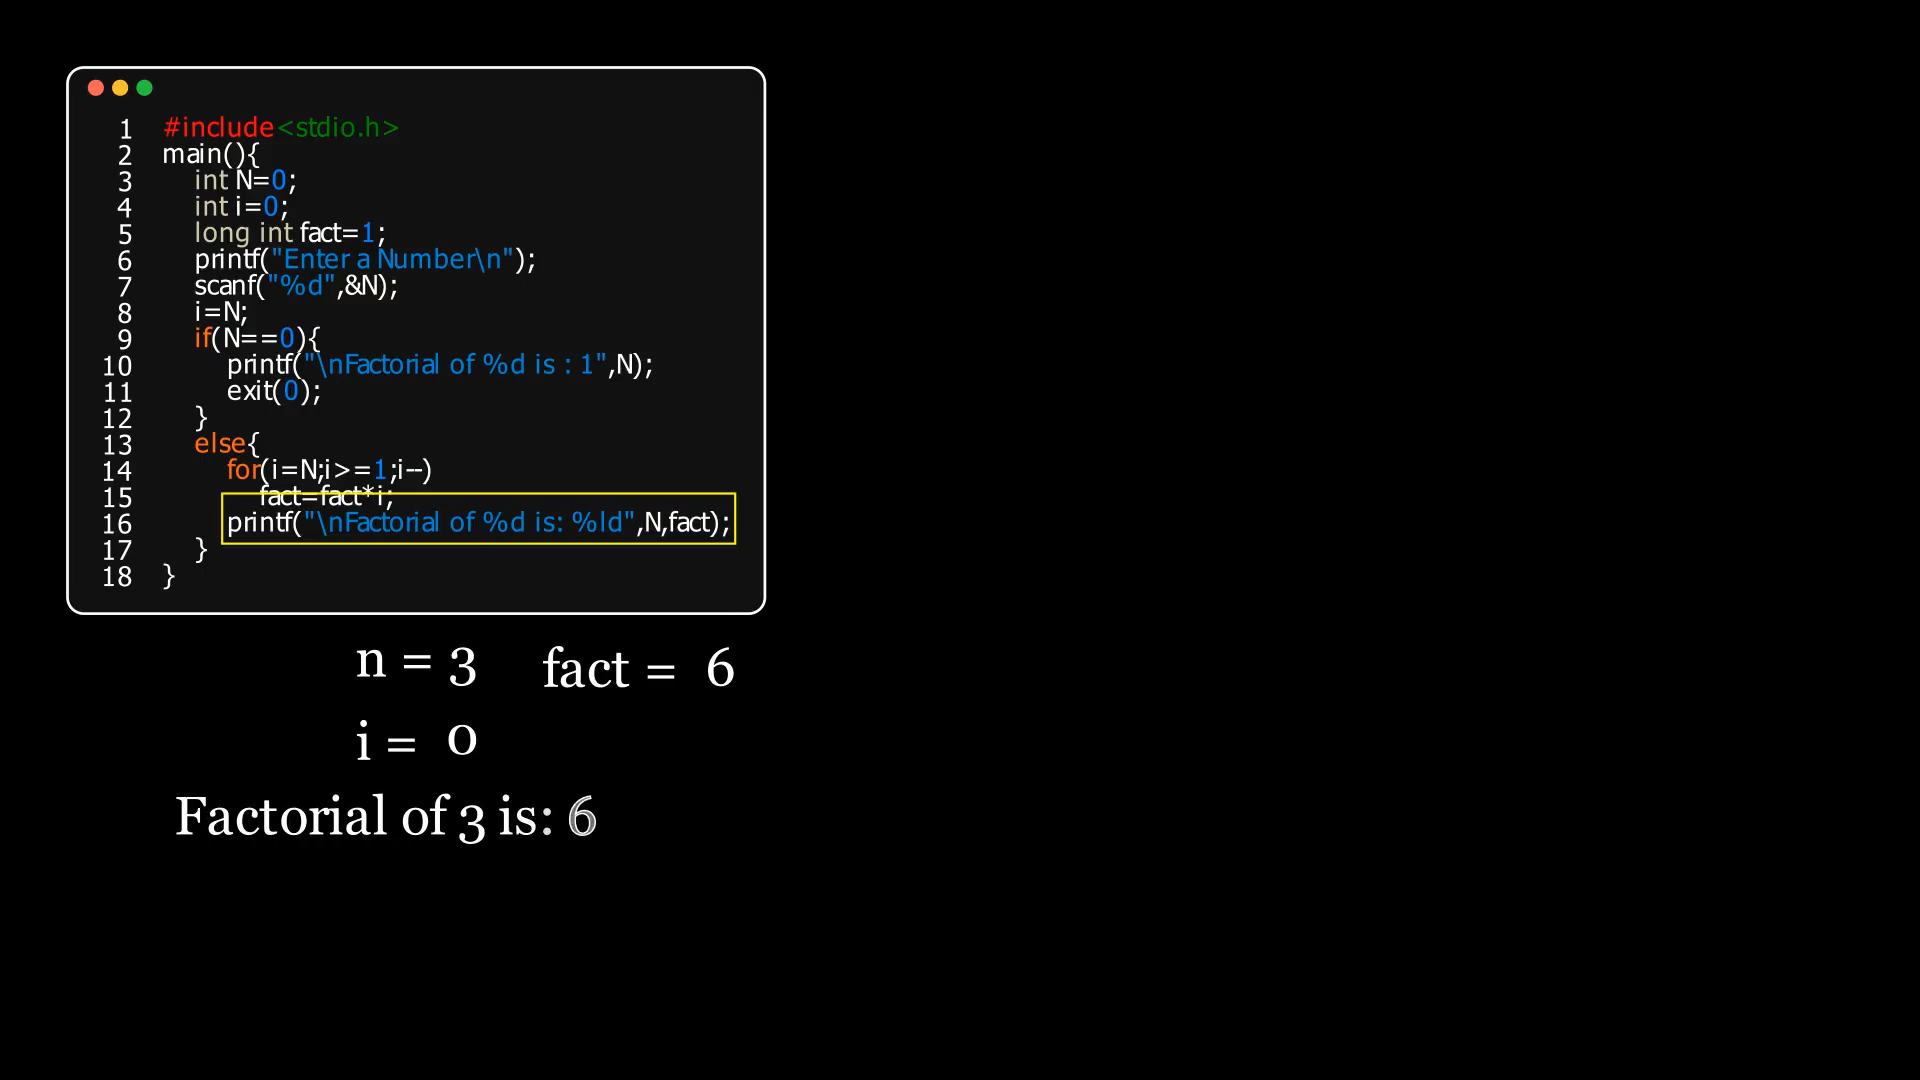 1 #include<stdio.h>
2 main(){
3 int N=0;
4 int i=0;
5 long int fact=1;
6 printf("Enter a Number\n");
7 scanf("%d",&N);
8 i=N;
9 if(N==0){
10 printf("\nFactorial of %d is : 1",N);
11 exit(0);
12 }
13 else{
14 for(i=N;i>=1;i--)
15 fact=fact*i;
16 printf("\nFactorial of %d is: %ld",N,fact);
17 }
18 }
n = 3 fact = 6
i = 0
Factorial of 3 is: 6